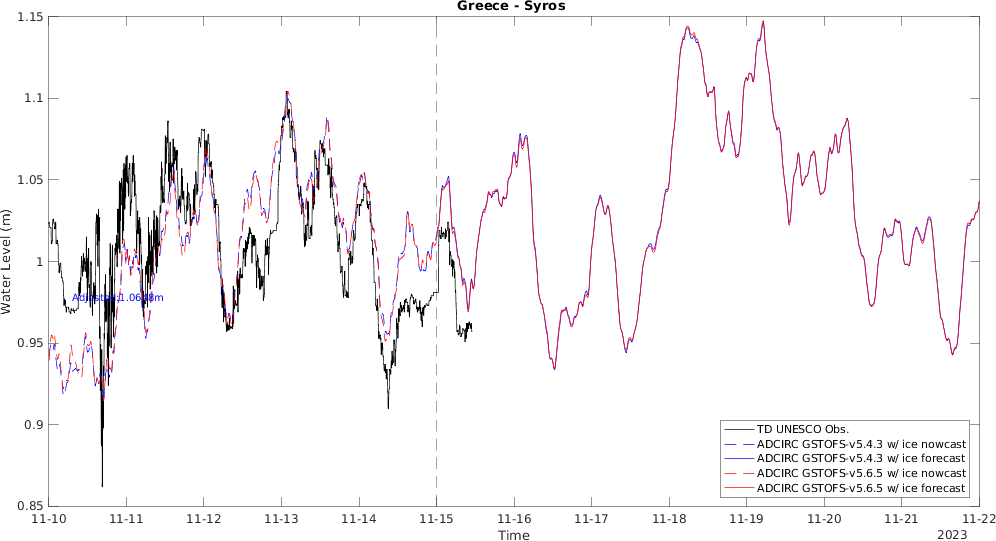 Greece - Syros
1.15
1.1
1.05
1
0.95
0.9
0.85
Water Level (m)
11-10
11-11
11-12
11-13
11-14
11-15
11-16
11-17
11-18
11-19
11-20
11-21
11-22
Time
2023
TD UNESCO Obs.
ADCIRC GSTOFS-v5.4.3 w/ ice nowcast
ADCIRC GSTOFS-v5.4.3 w/ ice forecast
ADCIRC GSTOFS-v5.6.5 w/ ice nowcast
ADCIRC GSTOFS-v5.6.5 w/ ice forecast